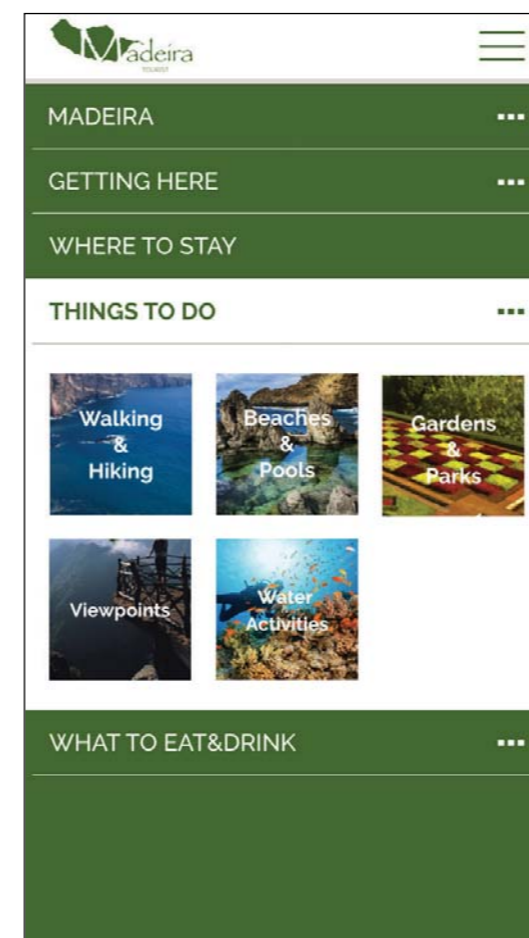 Madeira
TOURIST
MADEIRA
GETTING HERE
WHERE TO STAY
THINGS TO DO
Walking
&
Hiking
Beaches
&
Pools
Gardens
&
Parks
Viewpoints
Water
Activities
WHAT TO EAT&DRINK